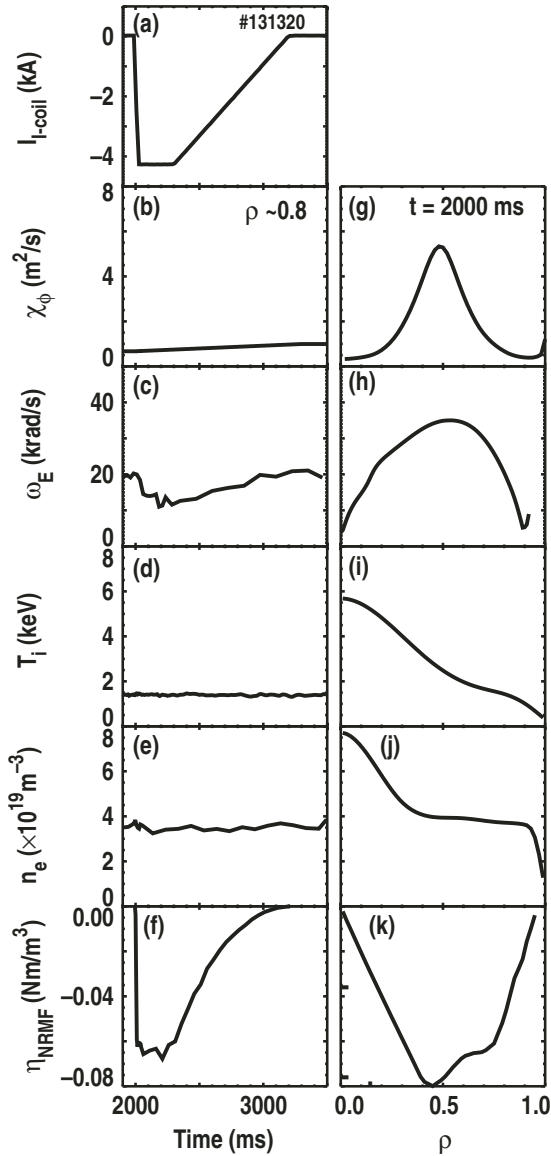 (a) #131320
0
−2
−4
I_I-coil (kA)
(b) ρ ~0.8
8
4
0
χ_ϕ (m²/s)
(g) t = 2000 ms
(c)
40
20
0
ω_E (krad/s)
(h)
(d)
8
6
4
2
0
T_i (keV)
(i)
(e)
8
6
4
2
0
n_e (×10¹⁹m⁻³)
(j)
(f)
0.00
−0.04
−0.08
η_NRMF (Nm/m³)
(k)
2000 3000
Time (ms)
0.0 0.5 1.0
ρ